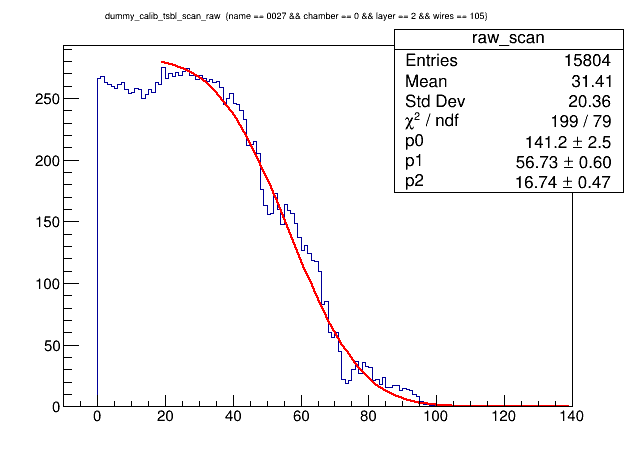 dummy_calib_tsbl_scan_raw (name == 0027 && chamber == 0 && layer == 2 && wires == 105)
raw_scan
Entries 15804
Mean 31.41
Std Dev 20.36
χ² / ndf 199 / 79
p0 141.2 ± 2.5
p1 56.73 ± 0.60
p2 16.74 ± 0.47
250
200
150
100
50
0
0 20 40 60 80 100 120 140